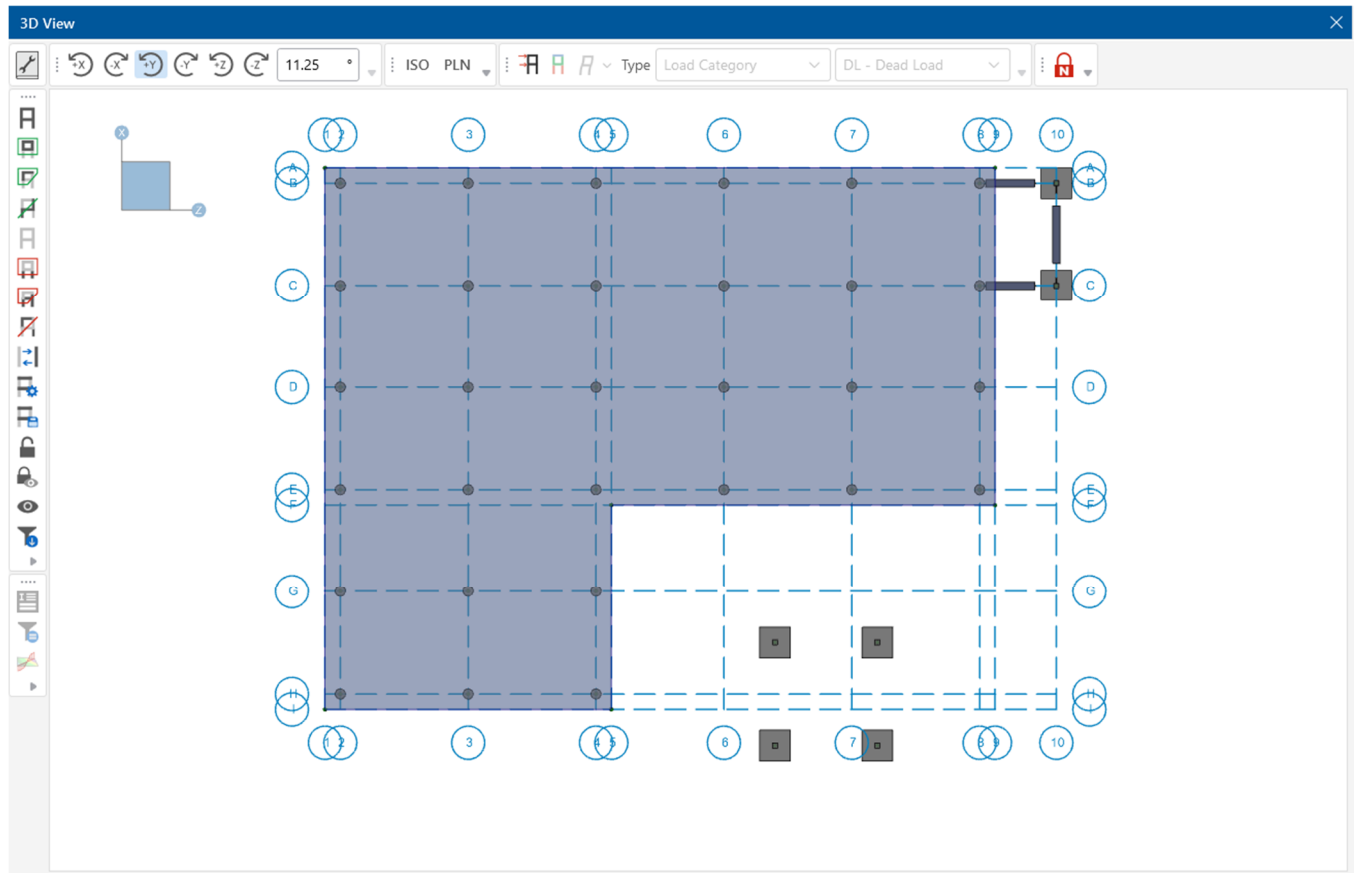 3D View
+X -X +Y -Y +Z -Z 11.25 ° ISO PLN Type Load Category DL - Dead Load N
X
Z
1 2 3 4 5 6 7 8 9 10
A A
B B
C C
D D
E E
F F
G G
H H
I I
1 2 3 4 5 6 7 8 9 10